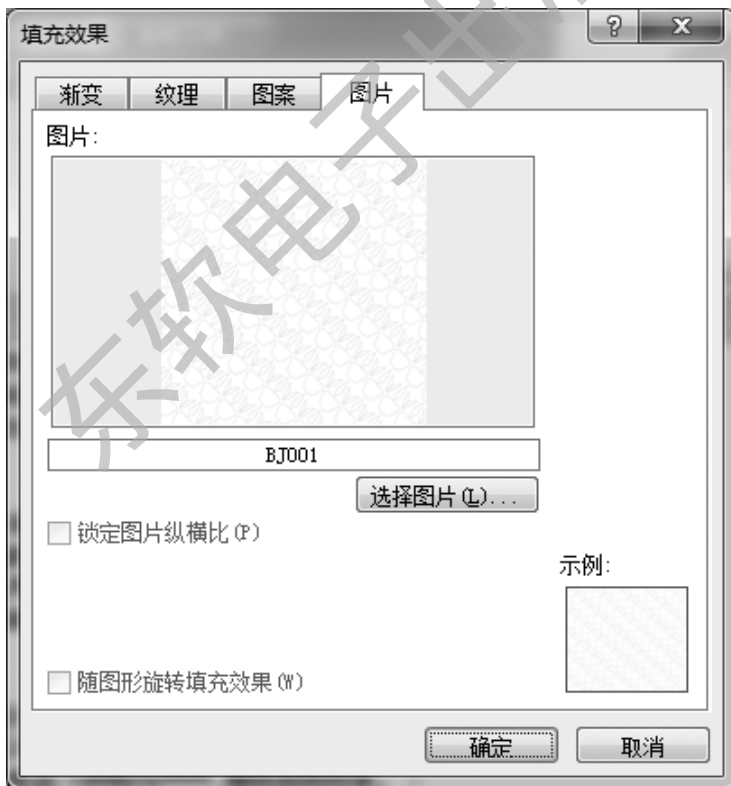 填充效果
渐变 纹理 图案 图片
图片:
BJ001
选择图片(L)...
锁定图片纵横比(P)
示例:
随图形旋转填充效果(W)
确定 取消
东软电子出